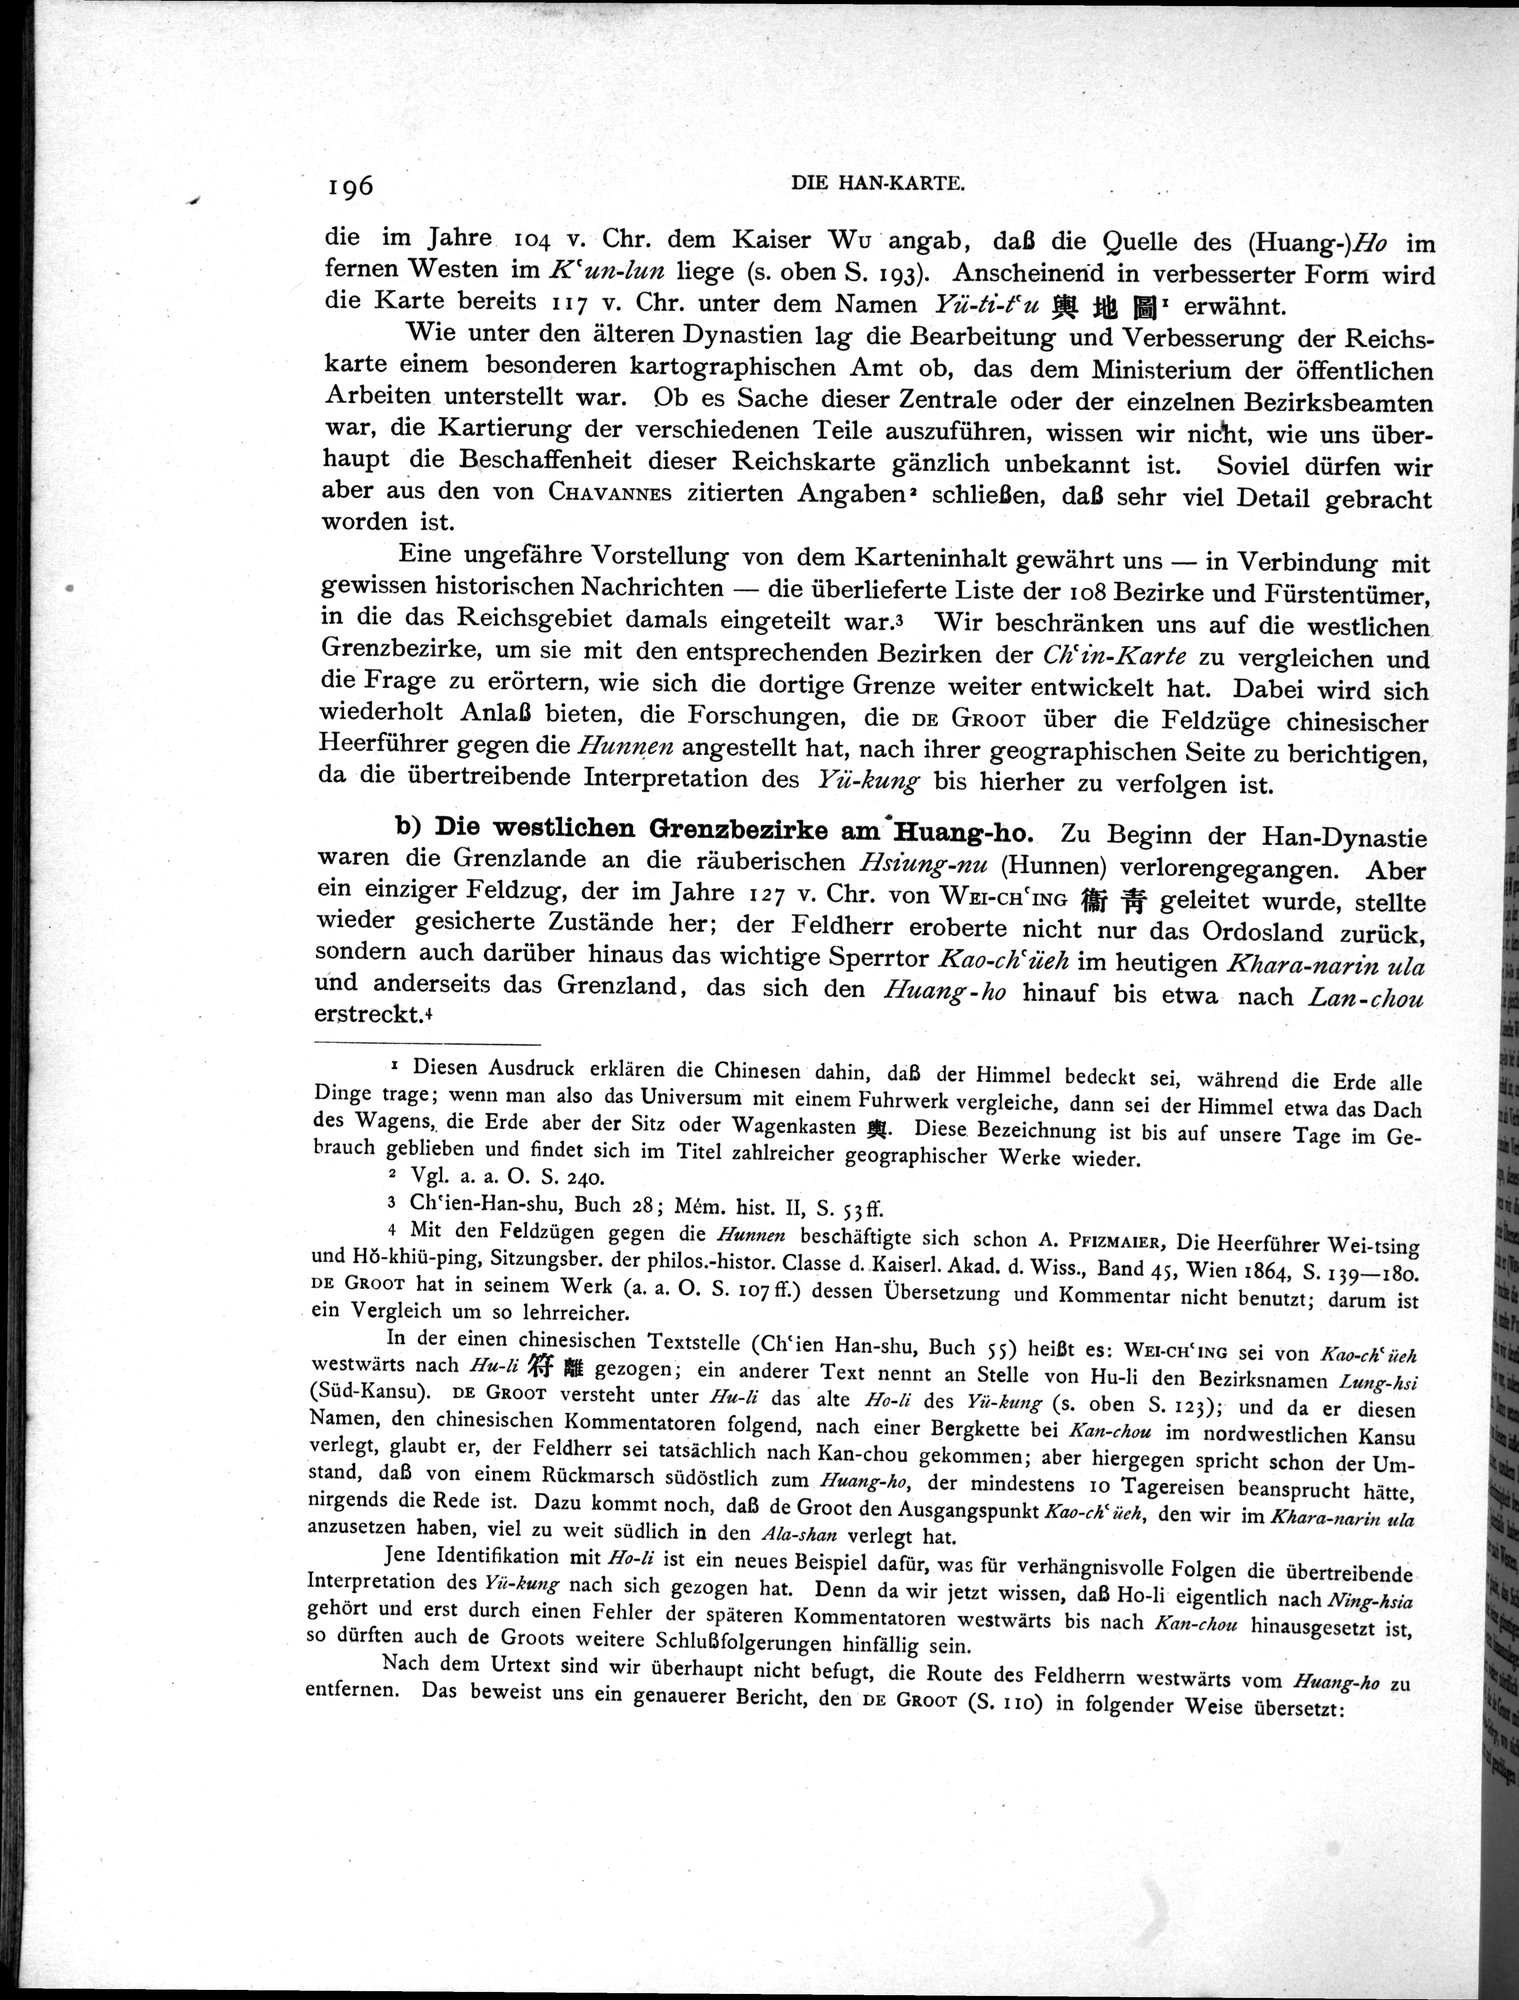 196
DIE HAN-KARTE.
die im Jahre 104 v. Chr. dem Kaiser Wu angab, daß die Quelle des (Huang-)Ho im
fernen Westen im Kʿun-lun liege (s. oben S. 193). Anscheinend in verbesserter Form wird
die Karte bereits 117 v. Chr. unter dem Namen Yü-ti-tʿu 輿地圖¹ erwähnt.
Wie unter den älteren Dynastien lag die Bearbeitung und Verbesserung der Reichs-
karte einem besonderen kartographischen Amt ob, das dem Ministerium der öffentlichen
Arbeiten unterstellt war. Ob es Sache dieser Zentrale oder der einzelnen Bezirksbeamten
war, die Kartierung der verschiedenen Teile auszuführen, wissen wir nicht, wie uns über-
haupt die Beschaffenheit dieser Reichskarte gänzlich unbekannt ist. Soviel dürfen wir
aber aus den von CHAVANNES zitierten Angaben² schließen, daß sehr viel Detail gebracht
worden ist.
Eine ungefähre Vorstellung von dem Karteninhalt gewährt uns — in Verbindung mit
gewissen historischen Nachrichten — die überlieferte Liste der 108 Bezirke und Fürstentümer,
in die das Reichsgebiet damals eingeteilt war.³ Wir beschränken uns auf die westlichen
Grenzbezirke, um sie mit den entsprechenden Bezirken der Chʿin-Karte zu vergleichen und
die Frage zu erörtern, wie sich die dortige Grenze weiter entwickelt hat. Dabei wird sich
wiederholt Anlaß bieten, die Forschungen, die DE GROOT über die Feldzüge chinesischer
Heerführer gegen die Hunnen angestellt hat, nach ihrer geographischen Seite zu berichtigen,
da die übertreibende Interpretation des Yü-kung bis hierher zu verfolgen ist.
b) Die westlichen Grenzbezirke am Huang-ho. Zu Beginn der Han-Dynastie
waren die Grenzlande an die räuberischen Hsiung-nu (Hunnen) verlorengegangen. Aber
ein einziger Feldzug, der im Jahre 127 v. Chr. von WEI-CHʿING 衞青 geleitet wurde, stellte
wieder gesicherte Zustände her; der Feldherr eroberte nicht nur das Ordosland zurück,
sondern auch darüber hinaus das wichtige Sperrtor Kao-chʿüeh im heutigen Khara-narin ula
und anderseits das Grenzland, das sich den Huang-ho hinauf bis etwa nach Lan-chou
erstreckt.⁴
1 Diesen Ausdruck erklären die Chinesen dahin, daß der Himmel bedeckt sei, während die Erde alle
Dinge trage; wenn man also das Universum mit einem Fuhrwerk vergleiche, dann sei der Himmel etwa das Dach
des Wagens, die Erde aber der Sitz oder Wagenkasten 輿. Diese Bezeichnung ist bis auf unsere Tage im Ge-
brauch geblieben und findet sich im Titel zahlreicher geographischer Werke wieder.
2 Vgl. a. a. O. S. 240.
3 Chʿien-Han-shu, Buch 28; Mém. hist. II, S. 53 ff.
4 Mit den Feldzügen gegen die Hunnen beschäftigte sich schon A. PFIZMAIER, Die Heerführer Wei-tsing
und Hŏ-khiü-ping, Sitzungsber. der philos.-histor. Classe d. Kaiserl. Akad. d. Wiss., Band 45, Wien 1864, S. 139—180.
DE GROOT hat in seinem Werk (a. a. O. S. 107 ff.) dessen Übersetzung und Kommentar nicht benutzt; darum ist
ein Vergleich um so lehrreicher.
In der einen chinesischen Textstelle (Chʿien Han-shu, Buch 55) heißt es: WEI-CHʿING sei von Kao-chʿüeh
westwärts nach Hu-li 符離 gezogen; ein anderer Text nennt an Stelle von Hu-li den Bezirksnamen Lung-hsi
(Süd-Kansu). DE GROOT versteht unter Hu-li das alte Ho-li des Yü-kung (s. oben S. 123); und da er diesen
Namen, den chinesischen Kommentatoren folgend, nach einer Bergkette bei Kan-chou im nordwestlichen Kansu
verlegt, glaubt er, der Feldherr sei tatsächlich nach Kan-chou gekommen; aber hiergegen spricht schon der Um-
stand, daß von einem Rückmarsch südöstlich zum Huang-ho, der mindestens 10 Tagereisen beansprucht hätte,
nirgends die Rede ist. Dazu kommt noch, daß de Groot den Ausgangspunkt Kao-chʿüeh, den wir im Khara-narin ula
anzusetzen haben, viel zu weit südlich in den Ala-shan verlegt hat.
Jene Identifikation mit Ho-li ist ein neues Beispiel dafür, was für verhängnisvolle Folgen die übertreibende
Interpretation des Yü-kung nach sich gezogen hat. Denn da wir jetzt wissen, daß Ho-li eigentlich nach Ning-hsia
gehört und erst durch einen Fehler der späteren Kommentatoren westwärts bis nach Kan-chou hinausgesetzt ist,
so dürften auch de Groots weitere Schlußfolgerungen hinfällig sein.
Nach dem Urtext sind wir überhaupt nicht befugt, die Route des Feldherrn westwärts vom Huang-ho zu
entfernen. Das beweist uns ein genauerer Bericht, den DE GROOT (S. 110) in folgender Weise übersetzt: